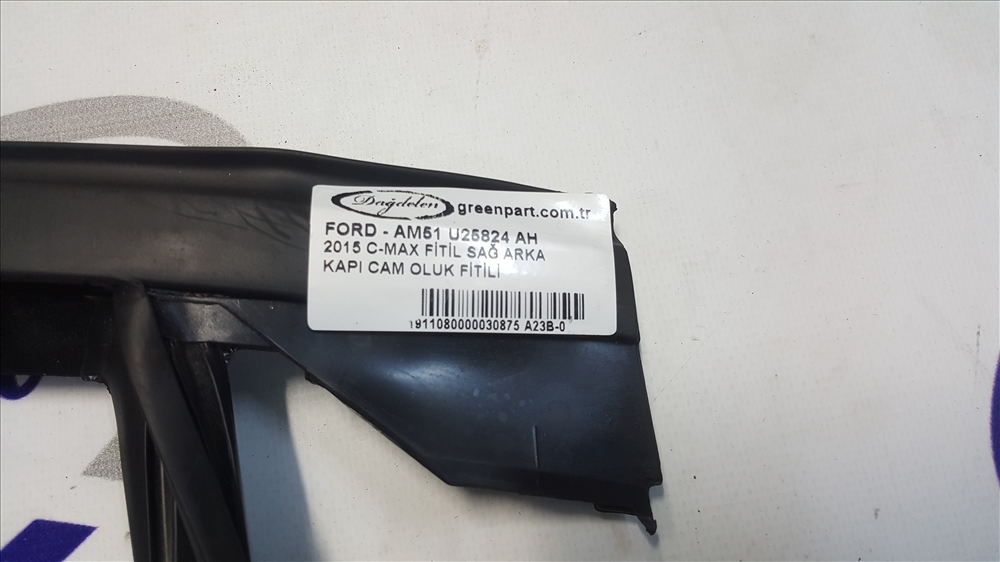 Dağdelen greenpart.com.tr
FORD - AM51 U25824 AH
2015 C-MAX FİTİL SAĞ ARKA
KAPI CAM OLUK FİTİLİ
1911080000030875 A23B-0